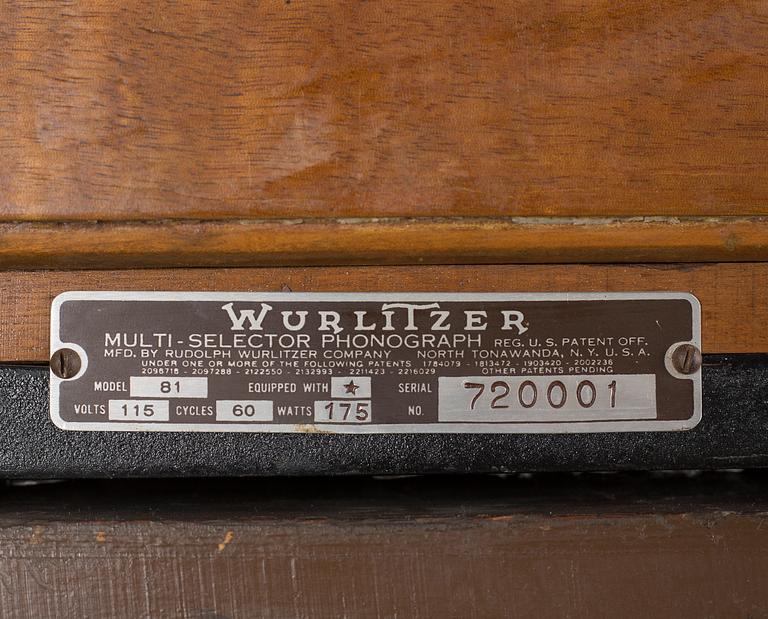 WURLITZER
MULTI-SELECTOR PHONOGRAPH REG. U.S. PATENT OFF.
MFD. BY RUDOLPH WURLITZER COMPANY NORTH TONAWANDA, N.Y. U.S.A.
UNDER ONE OR MORE OF THE FOLLOWING PATENTS 1784079 - 1813472 - 1903420 - 2002236
2096718 - 2097288 - 2122550 - 2132993 - 2211423 - 2216029 OTHER PATENTS PENDING
MODEL 81 EQUIPPED WITH ★ SERIAL
VOLTS 115 CYCLES 60 WATTS 175 NO. 720001